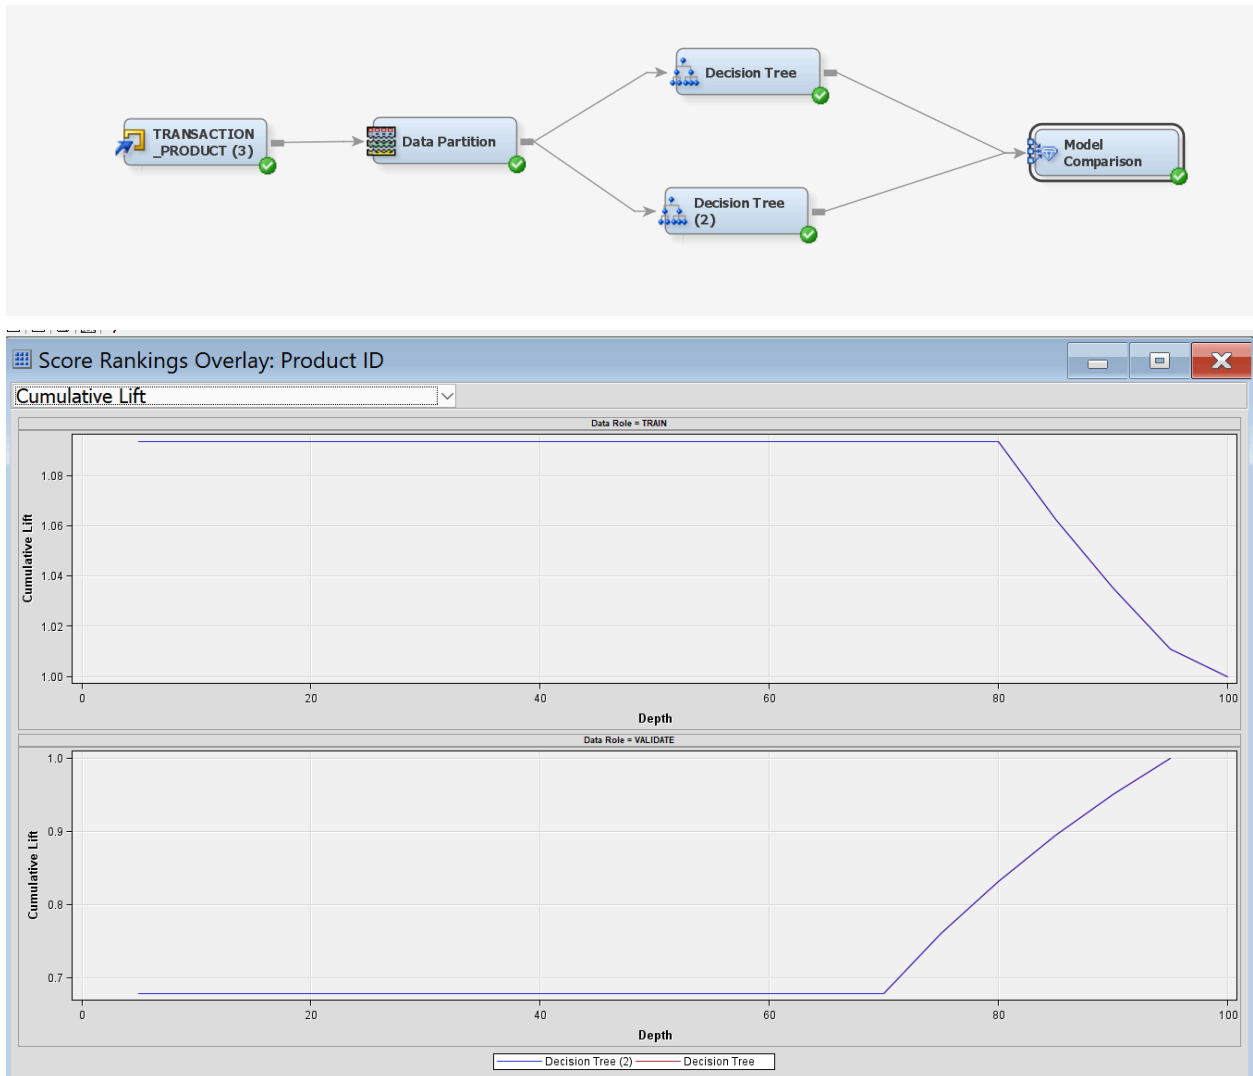 Decision Tree
TRANSACTION
_PRODUCT (3)
Data Partition
Model
Comparison
Decision Tree
(2)
Score Rankings Overlay: Product ID
Cumulative Lift
Data Role = TRAIN
Cumulative Lift
1.08
1.06
1.04
1.02
1.00
0 20 40 60 80 100
Depth
Data Role = VALIDATE
Cumulative Lift
1.0
0.9
0.8
0.7
0 20 40 60 80 100
Depth
Decision Tree (2) Decision Tree